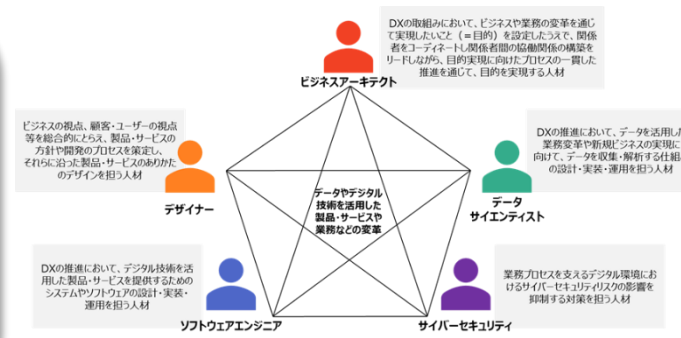 DXの取組みにおいて、ビジネスや業務の変革を通じ
て実現したいこと（＝目的）を設定したうえで、関係
者をコーディネートし関係者間の協働関係の構築を
リードしながら、目的実現に向けたプロセスの一貫した
推進を通じて、目的を実現する人材
ビジネスアーキテクト
ビジネスの視点、顧客・ユーザーの視点
等を総合的にとらえ、製品・サービスの
方針や開発のプロセスを策定し、
それらに沿った製品・サービスのありかた
のデザインを担う人材
デザイナー
DXの推進において、データを活用した
業務変革や新規ビジネスの実現に
向けて、データを収集・解析する仕組
の設計・実装・運用を担う人材
データ
サイエンティスト
データやデジタル
技術を活用した
製品・サービスや
業務などの変革
DXの推進において、デジタル技術を活
用した製品・サービスを提供するための
システムやソフトウェアの設計・実装・
運用を担う人材
ソフトウェアエンジニア
業務プロセスを支えるデジタル環境にお
けるサイバーセキュリティリスクの影響を
抑制する対策を担う人材
サイバーセキュリティ